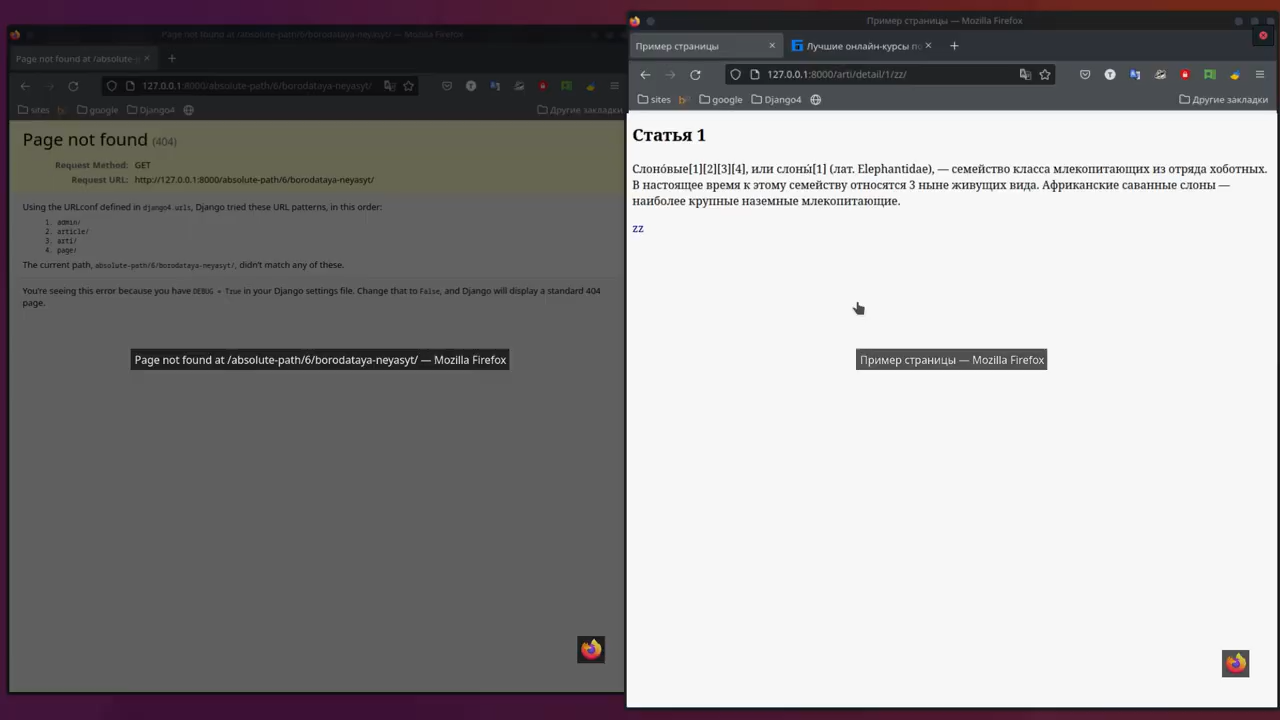 Page not found at /absolute-path/6/borodataya-neyasyt/ — Mozilla Firefox
Page not found at /absolute-
127.0.0.1:8000/absolute-path/6/borodataya-neyasyt/
sites
google
Django4
Другие закладки
Page not found (404)
Request Method: GET
Request URL: http://127.0.0.1:8000/absolute-path/6/borodataya-neyasyt/
Using the URLconf defined in django4.urls, Django tried these URL patterns, in this order:
1. admin/
2. article/
3. arti/
4. page/
The current path, absolute-path/6/borodataya-neyasyt/, didn't match any of these.
You're seeing this error because you have DEBUG = True in your Django settings file. Change that to False, and Django will display a standard 404
page.
Page not found at /absolute-path/6/borodataya-neyasyt/ — Mozilla Firefox
Пример страницы — Mozilla Firefox
Пример страницы
Лучшие онлайн-курсы по
127.0.0.1:8000/arti/detail/1/zz/
sites
google
Django4
Другие закладки
Статья 1
Слоно́вые[1][2][3][4], или слоны́[1] (лат. Elephantidae), — семейство класса млекопитающих из отряда хоботных.
В настоящее время к этому семейству относятся 3 ныне живущих вида. Африканские саванные слоны —
наиболее крупные наземные млекопитающие.
zz
Пример страницы — Mozilla Firefox